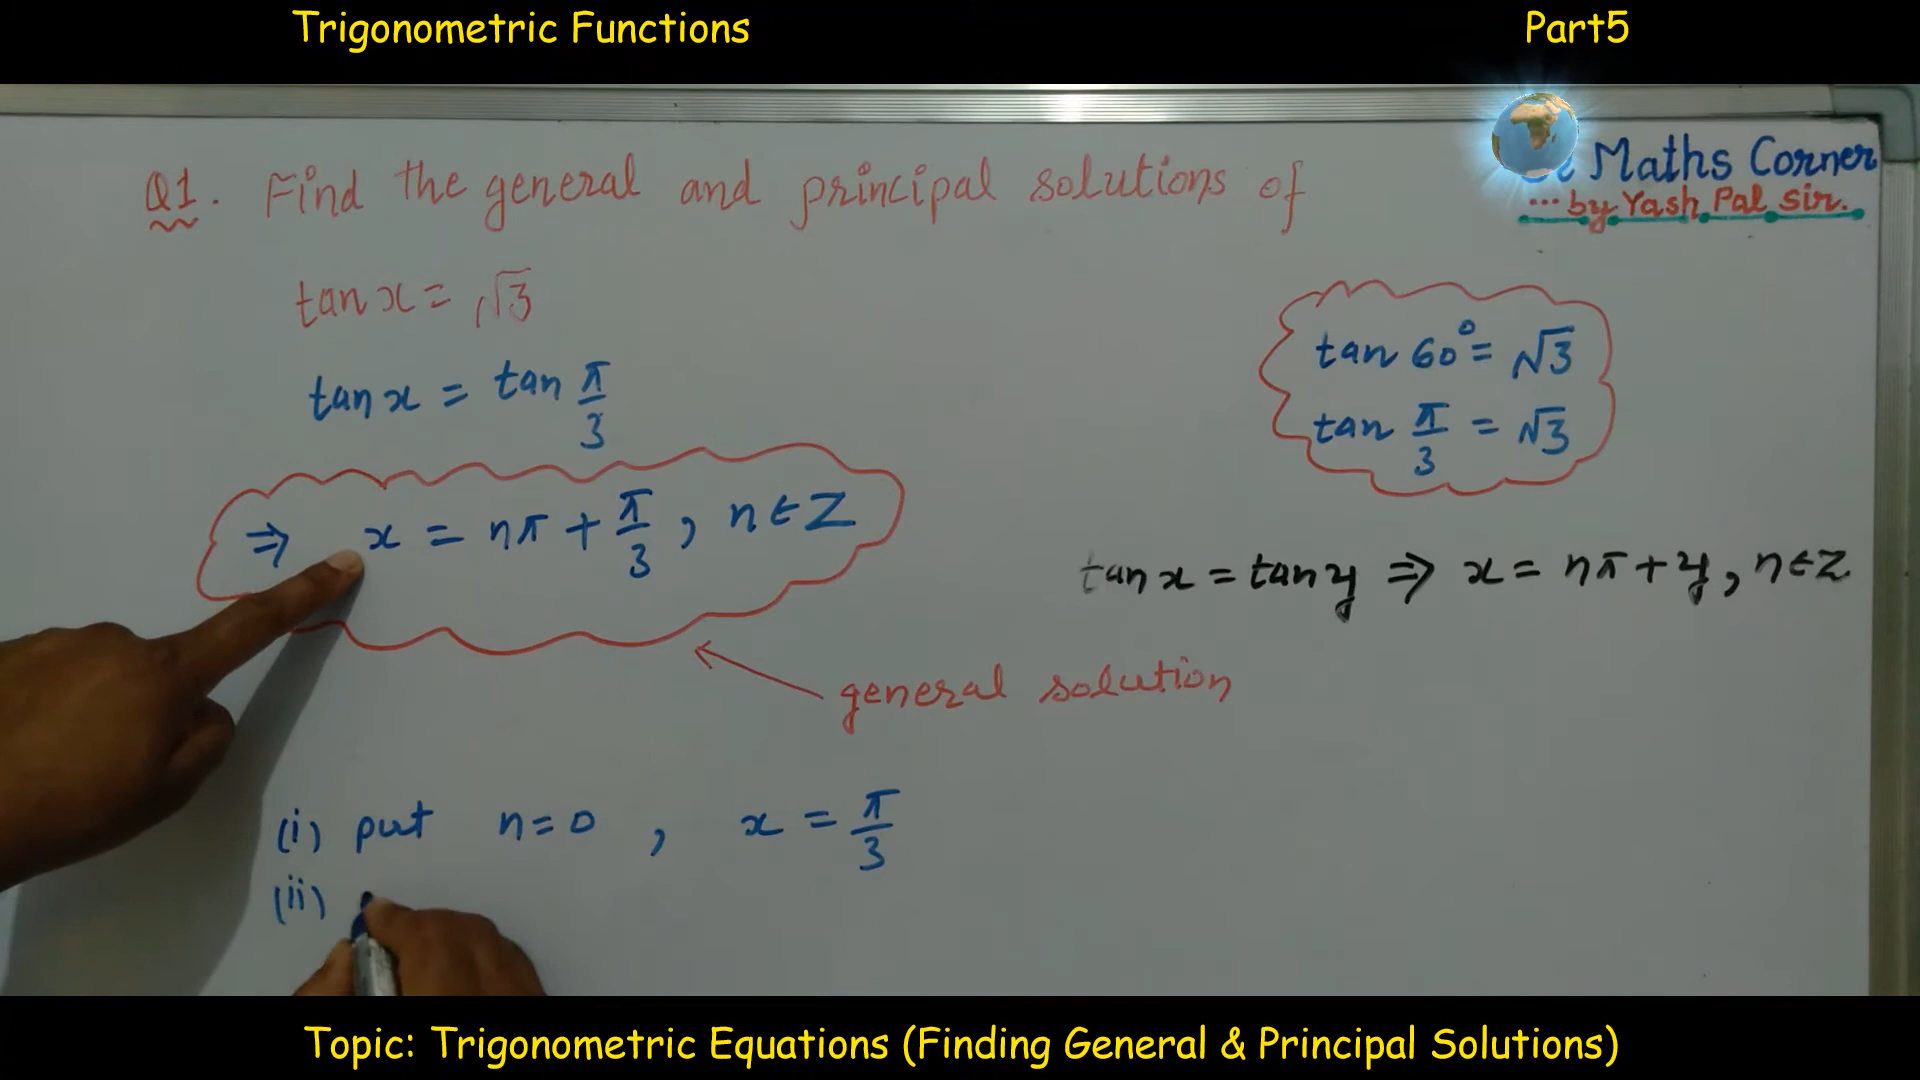 Trigonometric Functions Part5
Maths Corner
... by Yash Pal Sir.
Q1. Find the general and principal solutions of
tan x = √3
tan x = tan π/3
⇒ x = nπ + π/3 , n ∈ Z
tan 60° = √3
tan π/3 = √3
tan x = tan y ⇒ x = nπ + y , n ∈ Z
general solution
(i) put n = 0 , x = π/3
(ii)
Topic: Trigonometric Equations (Finding General & Principal Solutions)